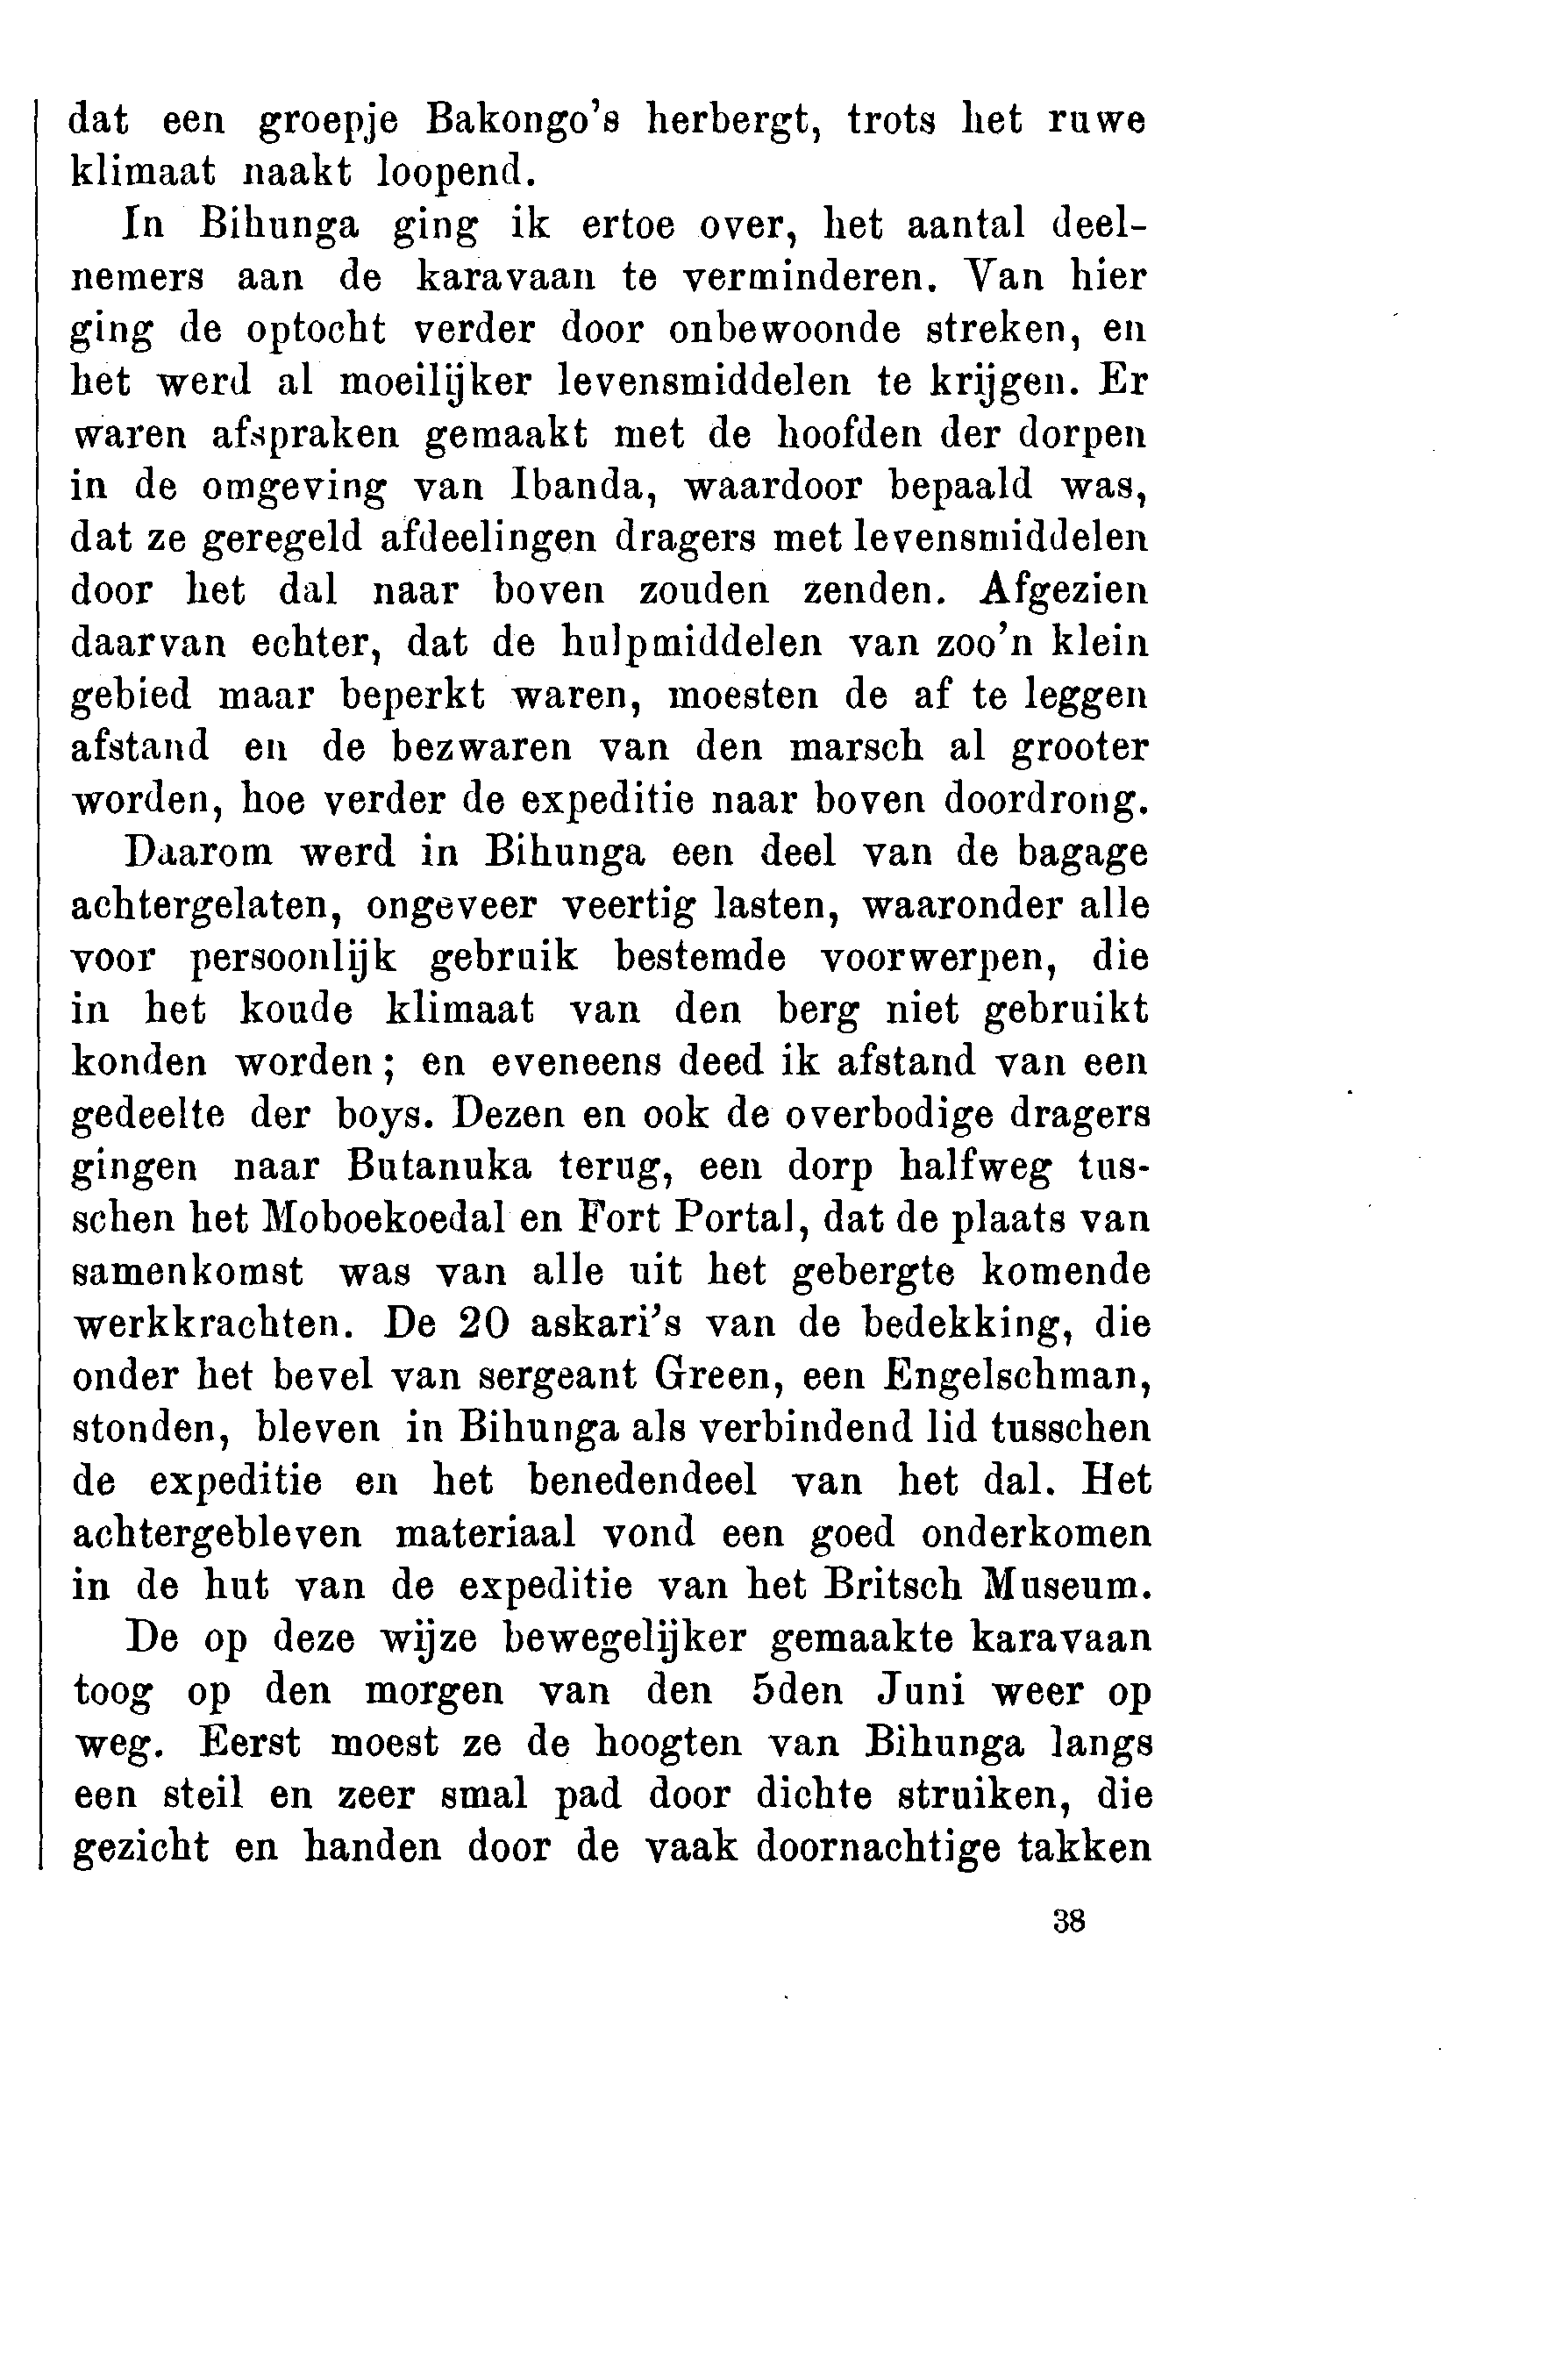 dat een groepje Bakongo's herbergt, trots het ruwe
klimaat naakt loopend.
In Bihunga ging ik ertoe over, het aantal deel-
nemers aan de karavaan te verminderen. Van hier
ging de optocht verder door onbewoonde streken, en
het werd al moeilijker levensmiddelen te krijgen. Er
waren afspraken gemaakt met de hoofden der dorpen
in de omgeving van Ibanda, waardoor bepaald was,
dat ze geregeld afdeelingen dragers met levensmiddelen
door het dal naar boven zouden zenden. Afgezien
daarvan echter, dat de hulpmiddelen van zoo'n klein
gebied maar beperkt waren, moesten de af te leggen
afstand en de bezwaren van den marsch al grooter
worden, hoe verder de expeditie naar boven doordrong.
Daarom werd in Bihunga een deel van de bagage
achtergelaten, ongeveer veertig lasten, waaronder alle
voor persoonlijk gebruik bestemde voorwerpen, die
in het koude klimaat van den berg niet gebruikt
konden worden; en eveneens deed ik afstand van een
gedeelte der boys. Dezen en ook de overbodige dragers
gingen naar Butanuka terug, een dorp halfweg tus-
schen het Moboekoedal en Fort Portal, dat de plaats van
samenkomst was van alle uit het gebergte komende
werkkrachten. De 20 askari's van de bedekking, die
onder het bevel van sergeant Green, een Engelschman,
stonden, bleven in Bihunga als verbindend lid tusschen
de expeditie en het benedendeel van het dal. Het
achtergebleven materiaal vond een goed onderkomen
in de hut van de expeditie van het Britsch Museum.
De op deze wijze bewegelijker gemaakte karavaan
toog op den morgen van den 5den Juni weer op
weg. Eerst moest ze de hoogten van Bihunga langs
een steil en zeer smal pad door dichte struiken, die
gezicht en handen door de vaak doornachtige takken
38